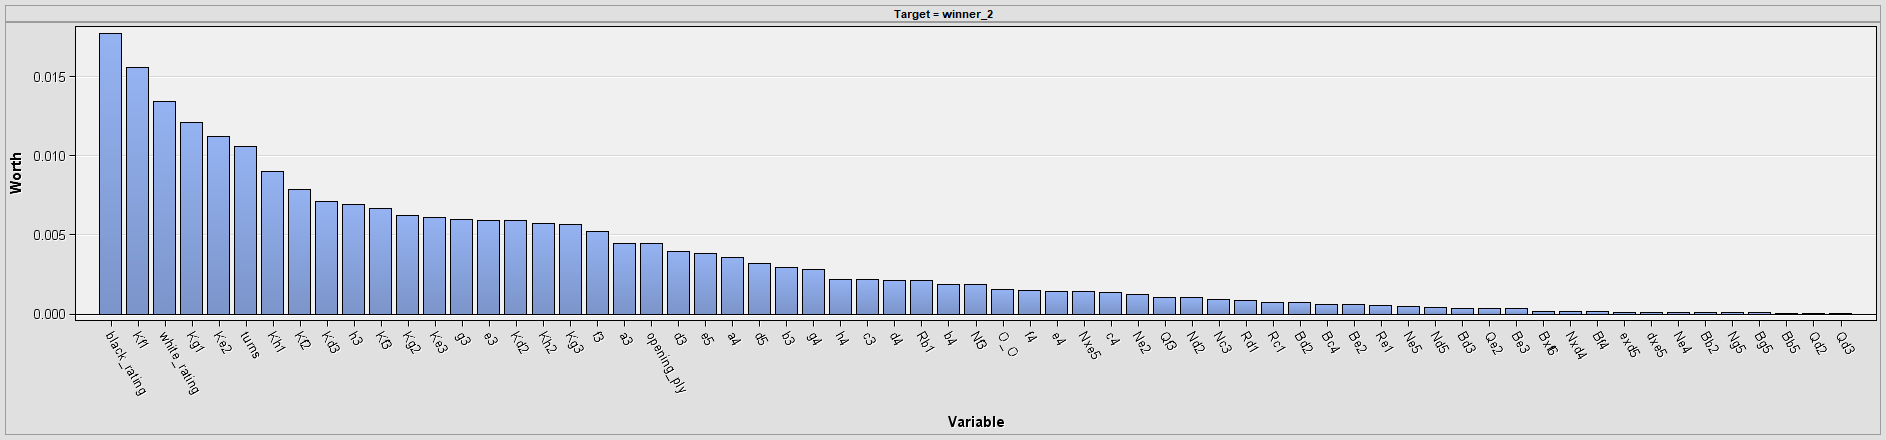 Target = winner_2
Worth
0.015
0.010
0.005
0.000
black_rating
Kf1
white_rating
Kg1
Ke2
turns
Kh1
Kf2
Kd3
h3
Kf3
Kg2
Ke3
g3
e3
Kd2
Kh2
Kg3
f3
a3
opening_ply
d3
e5
a4
d5
b3
g4
h4
c3
d4
Rb1
b4
Nf3
O_O
f4
e4
Nxe5
c4
Ne2
Qf3
Nd2
Nc3
Rd1
Rc1
Bd2
Bc4
Be2
Re1
Ne5
Nd5
Bd3
Qe2
Be3
Bxf6
Nxd4
Bf4
exd5
dxe5
Ne4
Bb2
Ng5
Bg5
Bb5
Qd2
Qd3
Variable